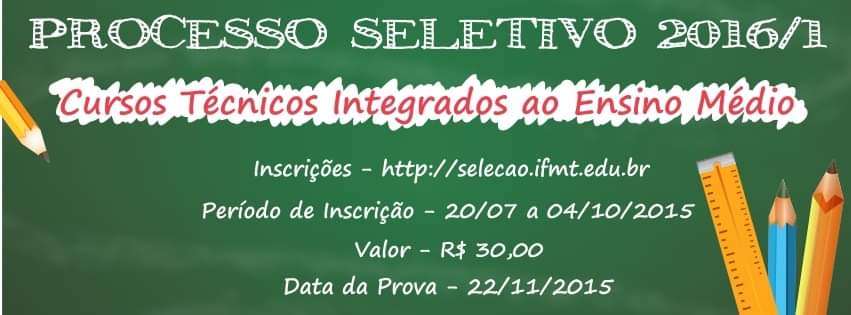 PROCESSO SELETIVO 2016/1
Cursos Técnicos Integrados ao Ensino Médio
Inscrições - http://selecao.ifmt.edu.br
Período de Inscrição - 20/07 a 04/10/2015
Valor - R$ 30,00
Data da Prova - 22/11/2015